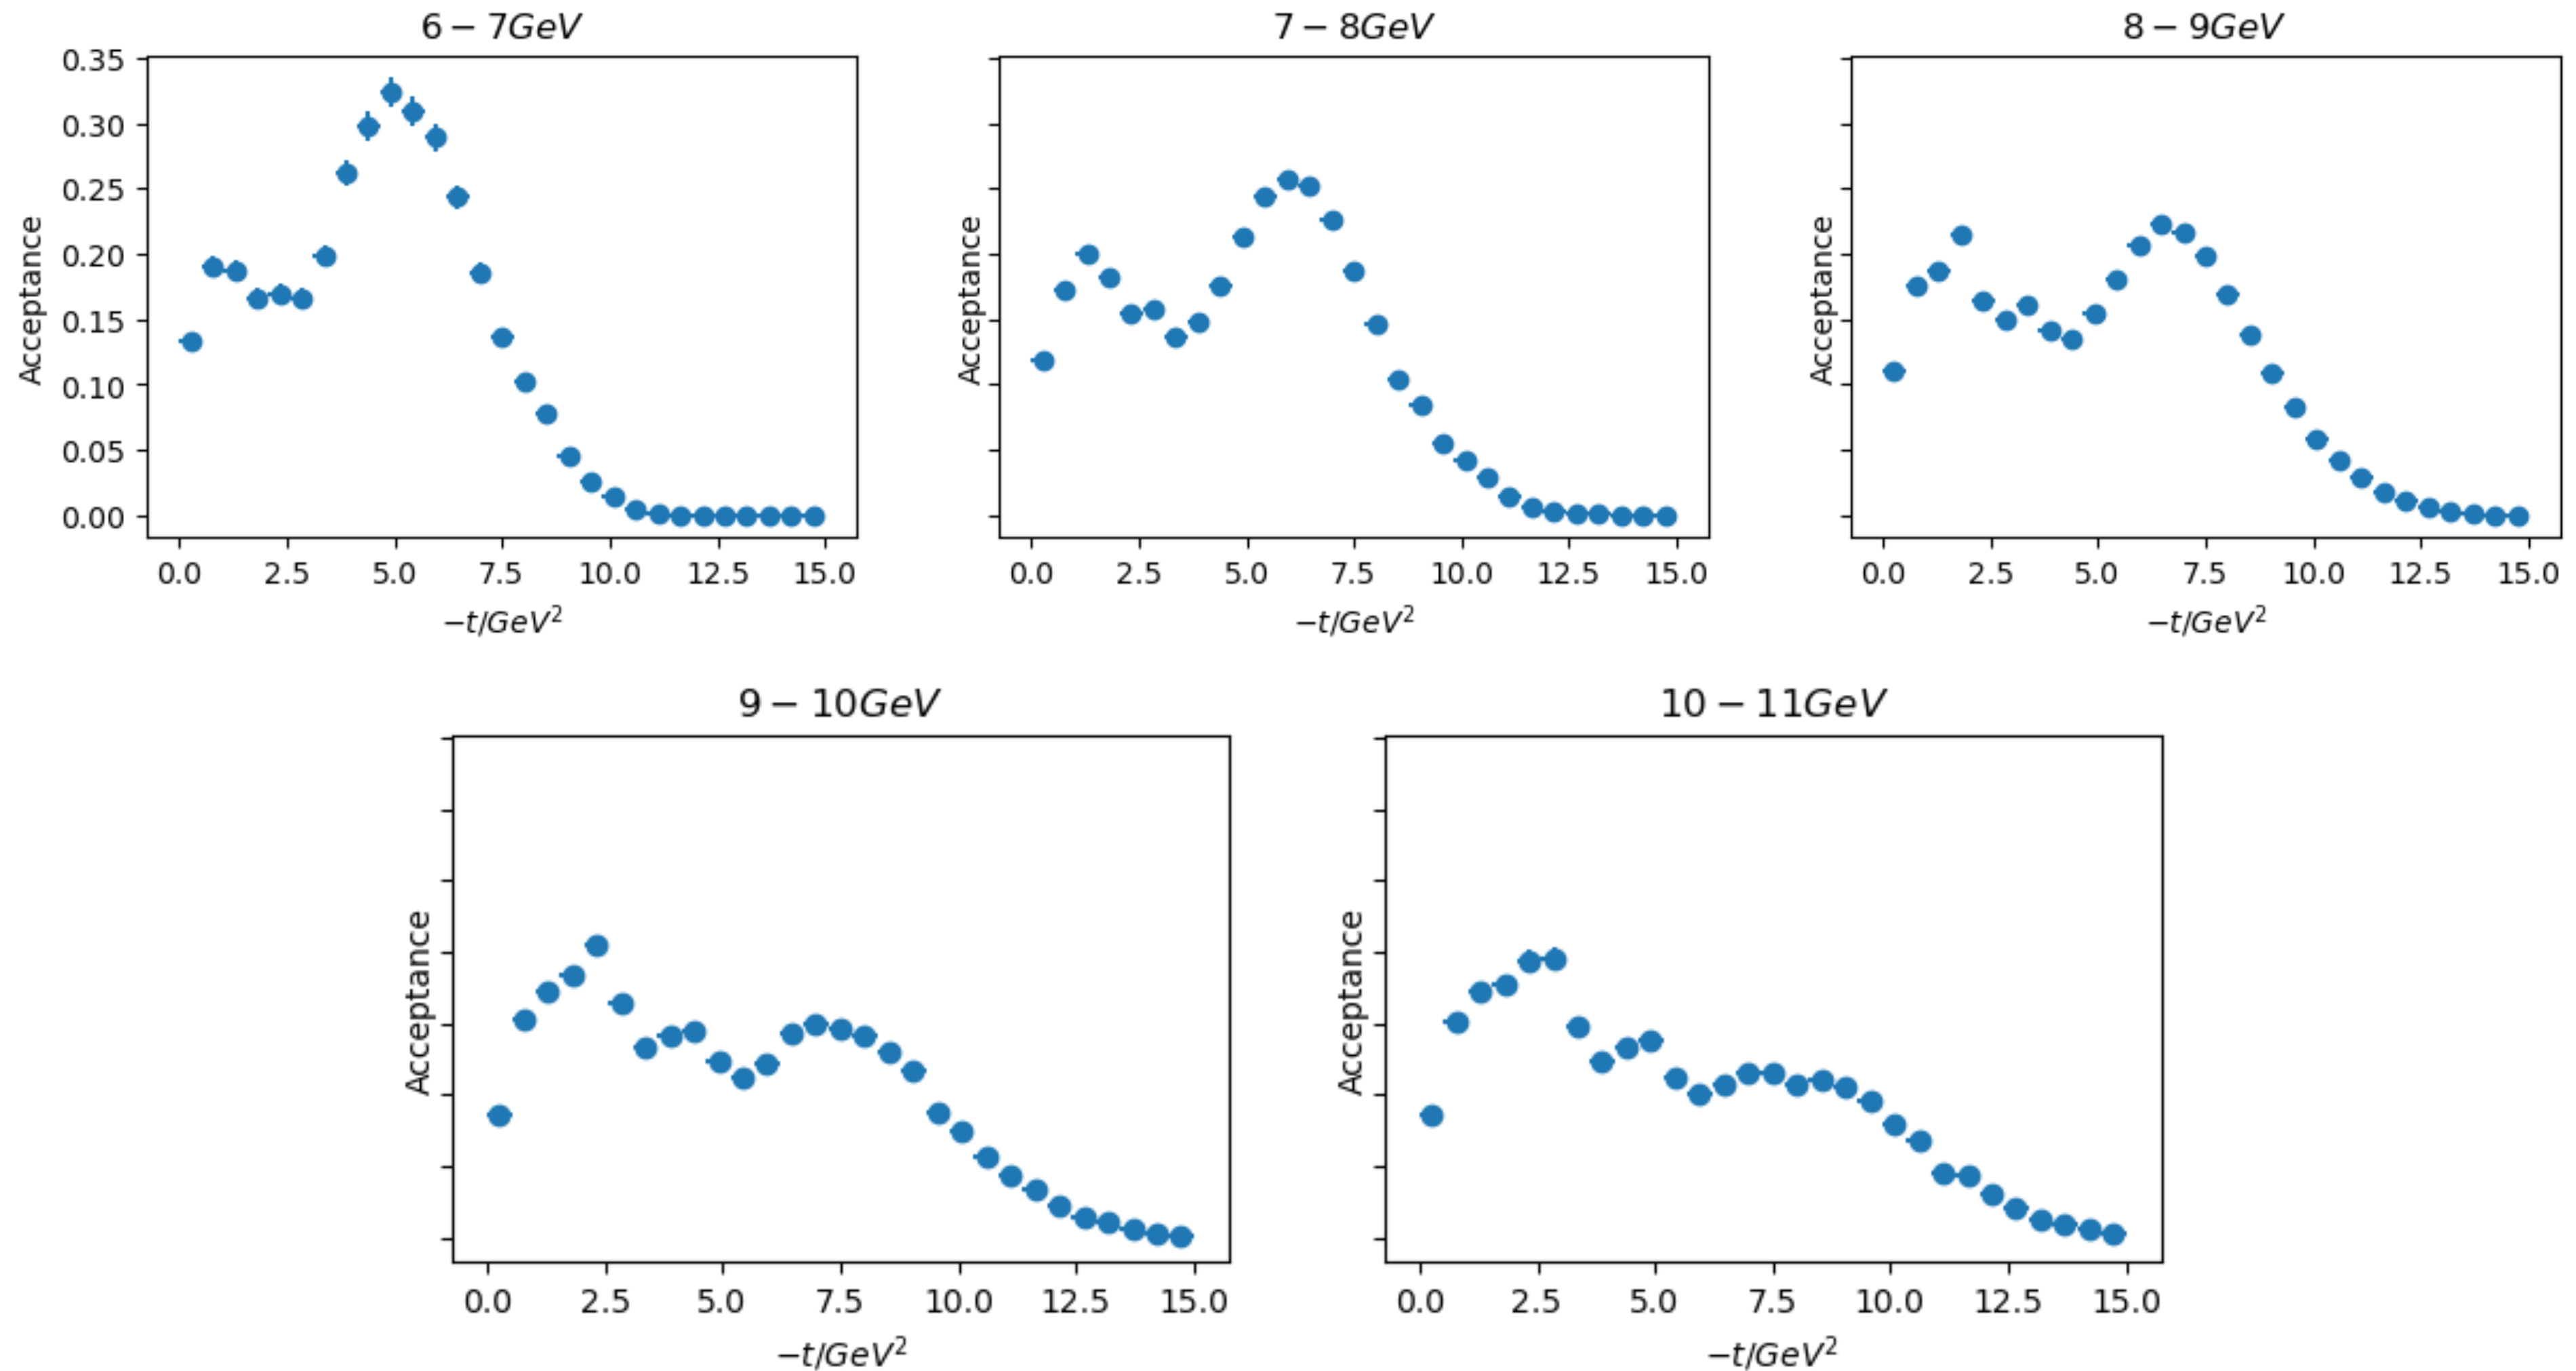 6 − 7GeV
7 − 8GeV
8 − 9GeV
Acceptance
0.35
0.30
0.25
0.20
0.15
0.10
0.05
0.00
Acceptance
Acceptance
0.0 2.5 5.0 7.5 10.0 12.5 15.0
0.0 2.5 5.0 7.5 10.0 12.5 15.0
0.0 2.5 5.0 7.5 10.0 12.5 15.0
−t/GeV²
−t/GeV²
−t/GeV²
9 − 10GeV
10 − 11GeV
Acceptance
Acceptance
0.0 2.5 5.0 7.5 10.0 12.5 15.0
0.0 2.5 5.0 7.5 10.0 12.5 15.0
−t/GeV²
−t/GeV²